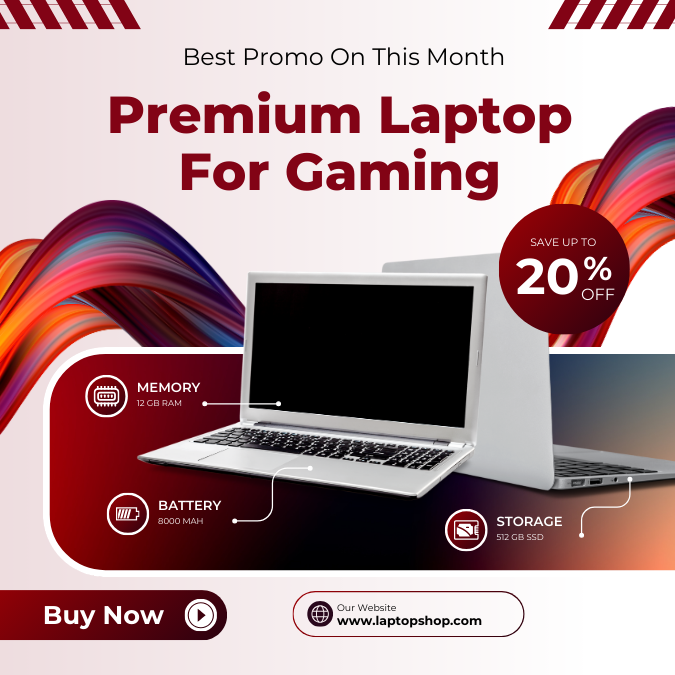 Best Promo On This Month
Premium Laptop
For Gaming
SAVE UP TO
20%
OFF
MEMORY
12 GB RAM
BATTERY
8000 MAH
STORAGE
512 GB SSD
Buy Now
Our Website
www.laptopshop.com